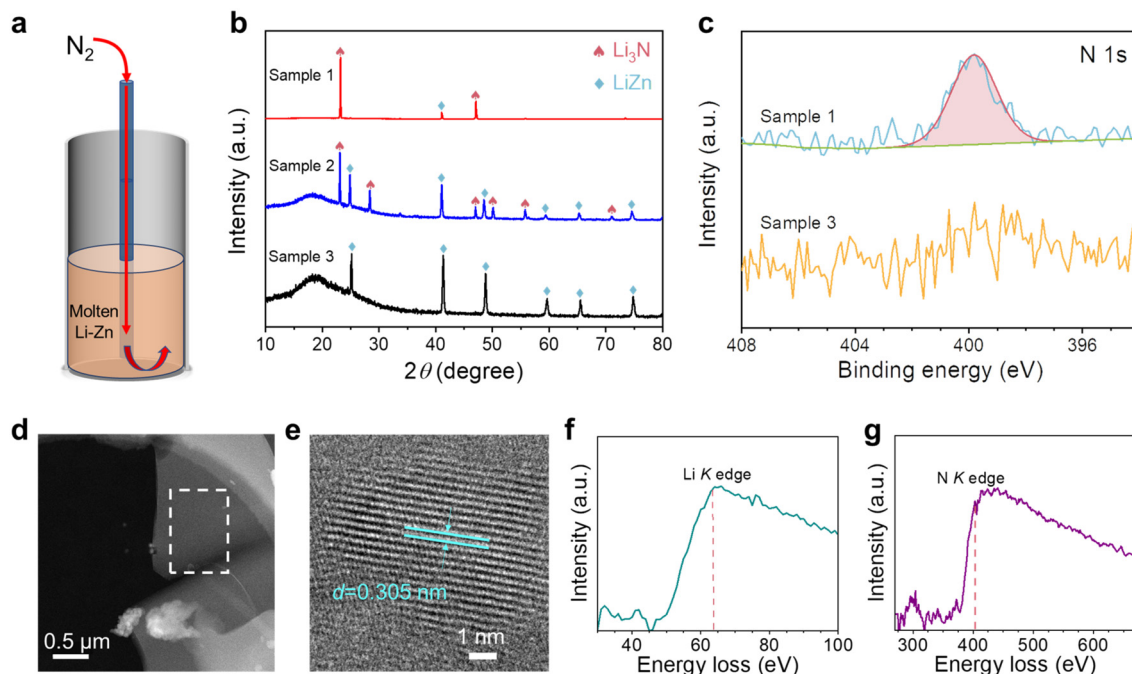 a
N2
Molten
Li-Zn
b
Intensity (a.u.)
Sample 1
Sample 2
Sample 3
Li3N
LiZn
10 20 30 40 50 60 70 80
2θ (degree)
c
N 1s
Intensity (a.u.)
Sample 1
Sample 3
408 404 400 396
Binding energy (eV)
d
0.5 μm
e
d=0.305 nm
1 nm
f
Intensity (a.u.)
Li K edge
40 60 80 100
Energy loss (eV)
g
Intensity (a.u.)
N K edge
300 400 500 600
Energy loss (eV)